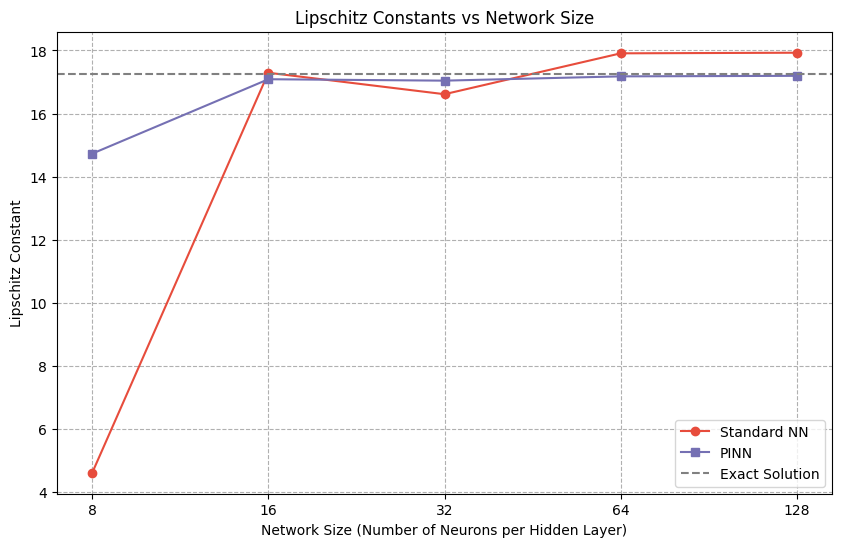 Lipschitz Constants vs Network Size
Lipschitz Constant
18
16
14
12
10
8
6
4
8 16 32 64 128
Network Size (Number of Neurons per Hidden Layer)
Standard NN
PINN
Exact Solution